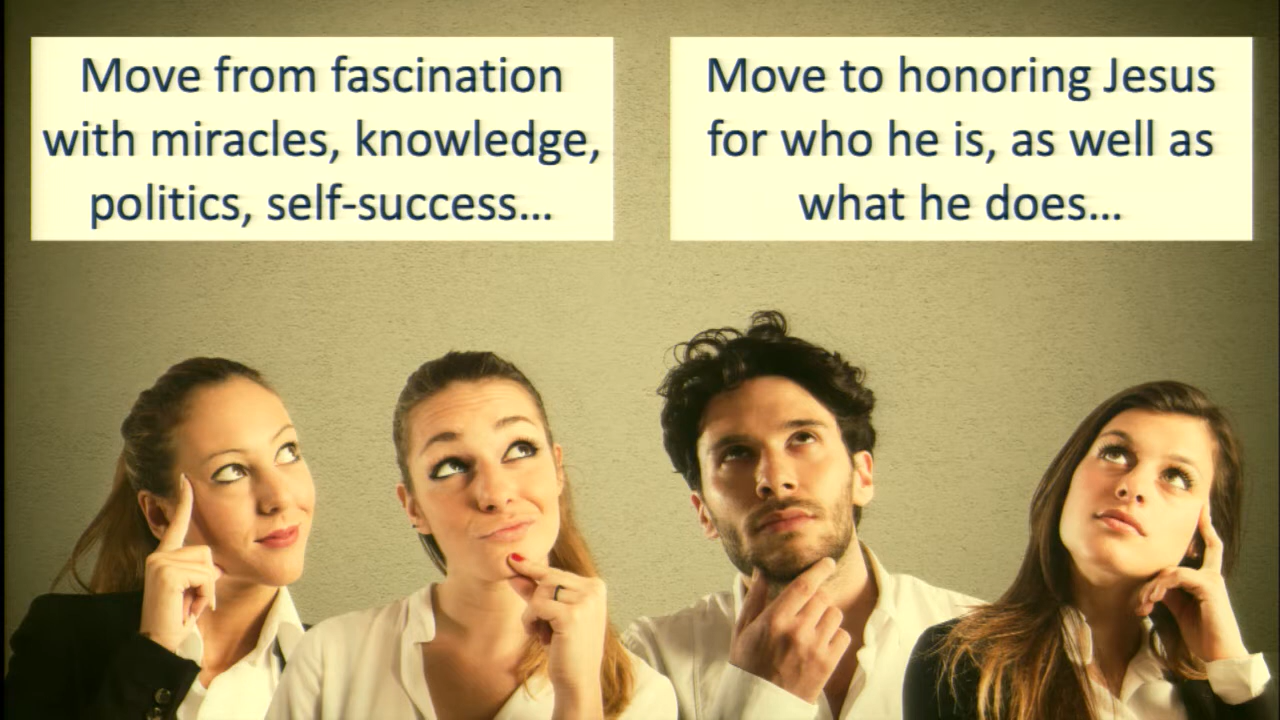 Move from fascination
with miracles, knowledge,
politics, self-success...
Move to honoring Jesus
for who he is, as well as
what he does...